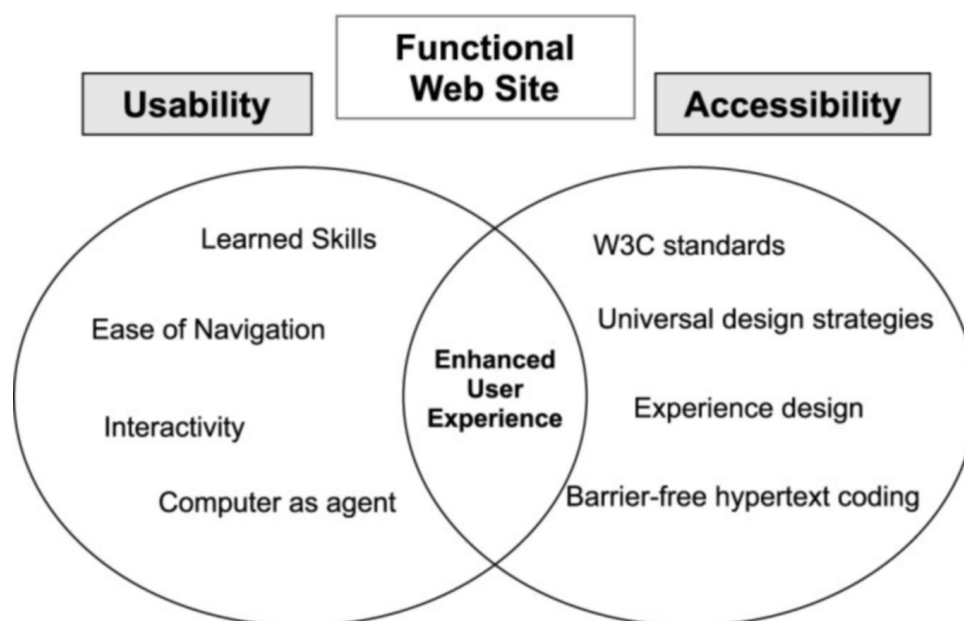 Functional
Web Site
Usability
Accessibility
Learned Skills
Ease of Navigation
Interactivity
Computer as agent
Enhanced
User
Experience
W3C standards
Universal design strategies
Experience design
Barrier-free hypertext coding